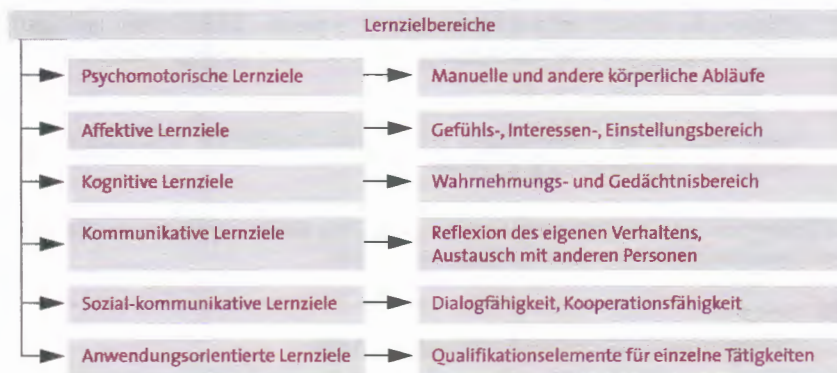 Lernzielbereiche
Psychomotorische Lernziele
Manuelle und andere körperliche Abläufe
Affektive Lernziele
Gefühls-, Interessen-, Einstellungsbereich
Kognitive Lernziele
Wahrnehmungs- und Gedächtnisbereich
Kommunikative Lernziele
Reflexion des eigenen Verhaltens,
Austausch mit anderen Personen
Sozial-kommunikative Lernziele
Dialogfähigkeit, Kooperationsfähigkeit
Anwendungsorientierte Lernziele
Qualifikationselemente für einzelne Tätigkeiten